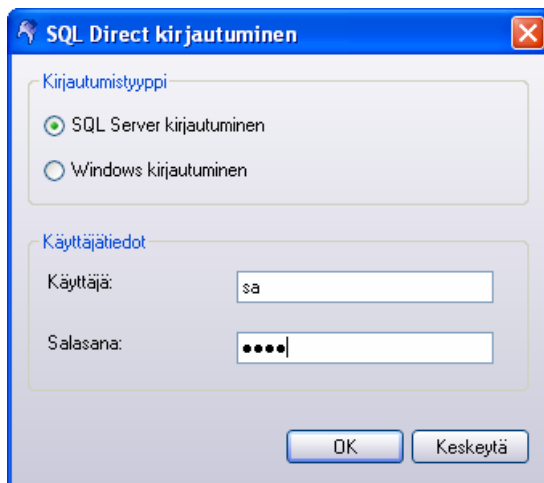 SQL Direct kirjautuminen
Kirjautumistyyppi
SQL Server kirjautuminen
Windows kirjautuminen
Käyttäjätiedot
Käyttäjä: sa
Salasana: ●●●●
OK Keskeytä